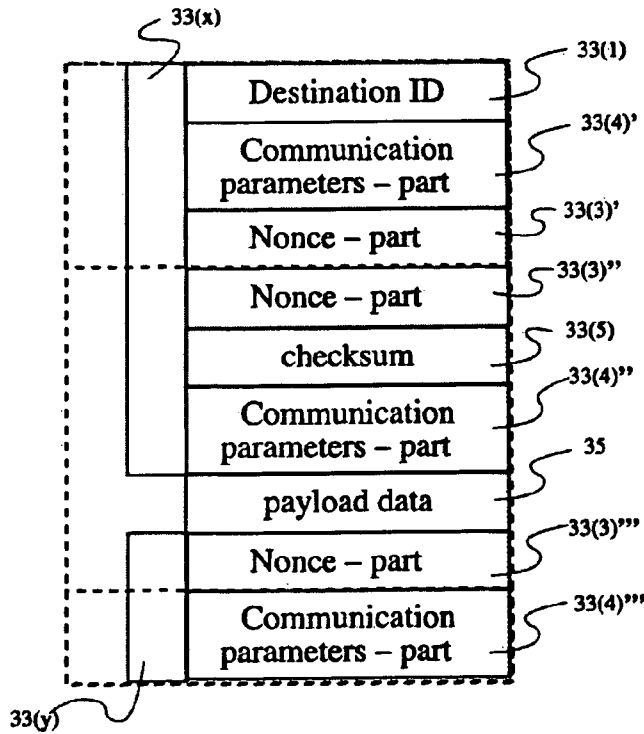 33(x)
33(1)
Destination ID
33(4)'
Communication
parameters – part
33(3)'
Nonce – part
33(3)"
Nonce – part
33(5)
checksum
33(4)"
Communication
parameters – part
35
payload data
33(3)'"
Nonce – part
33(4)'"
Communication
parameters – part
33(y)